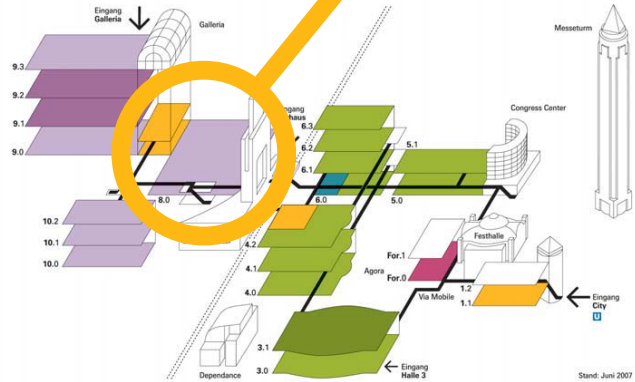 Eingang
Galleria
Galleria
Messeturm
9.3
9.2
9.1
9.0
8.0
10.2
10.1
10.0
6.3
6.2
6.1
6.0
5.1
5.0
Congress Center
4.2
4.1
4.0
Agora
For.1
For.0
Festhalle
Via Mobile
1.2
1.1
Eingang
City
U
3.1
3.0
Dependance
Eingang
Halle 3
Stand: Juni 2007